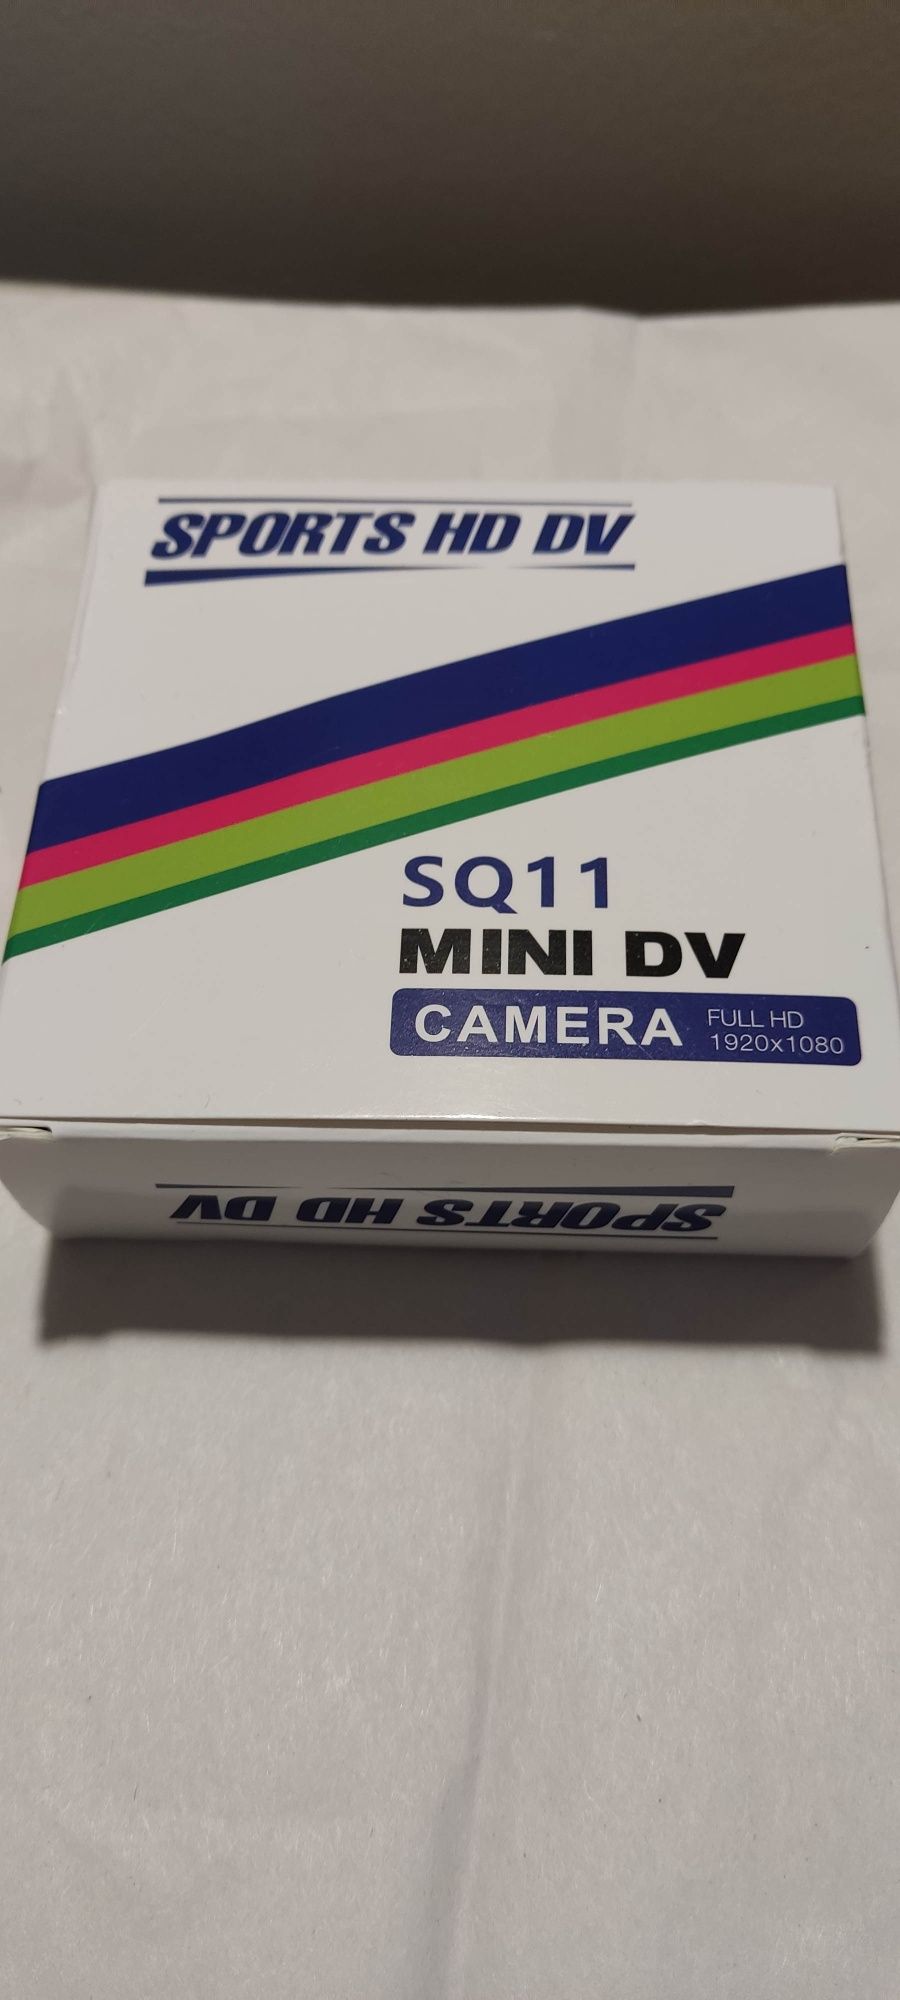 SPORTS HD DV
SQ11
MINI DV
CAMERA
FULL HD
1920x1080
SPORTS HD DV